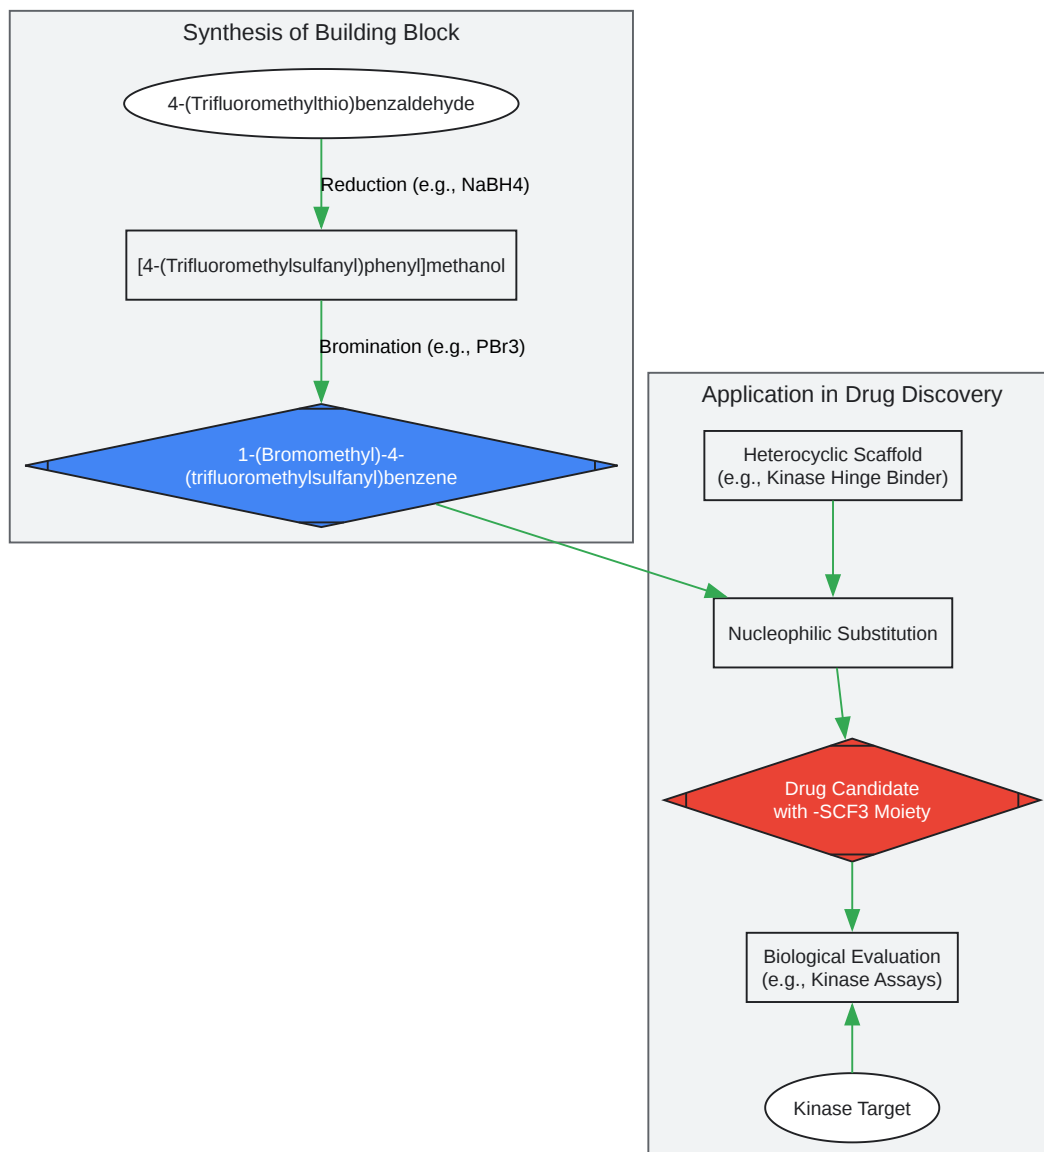 Synthesis of Building Block
4-(Trifluoromethylthio)benzaldehyde
Reduction (e.g., NaBH4)
[4-(Trifluoromethylsulfanyl)phenyl]methanol
Bromination (e.g., PBr3)
1-(Bromomethyl)-4-
(trifluoromethylsulfanyl)benzene
Application in Drug Discovery
Heterocyclic Scaffold
(e.g., Kinase Hinge Binder)
Nucleophilic Substitution
Drug Candidate
with -SCF3 Moiety
Biological Evaluation
(e.g., Kinase Assays)
Kinase Target